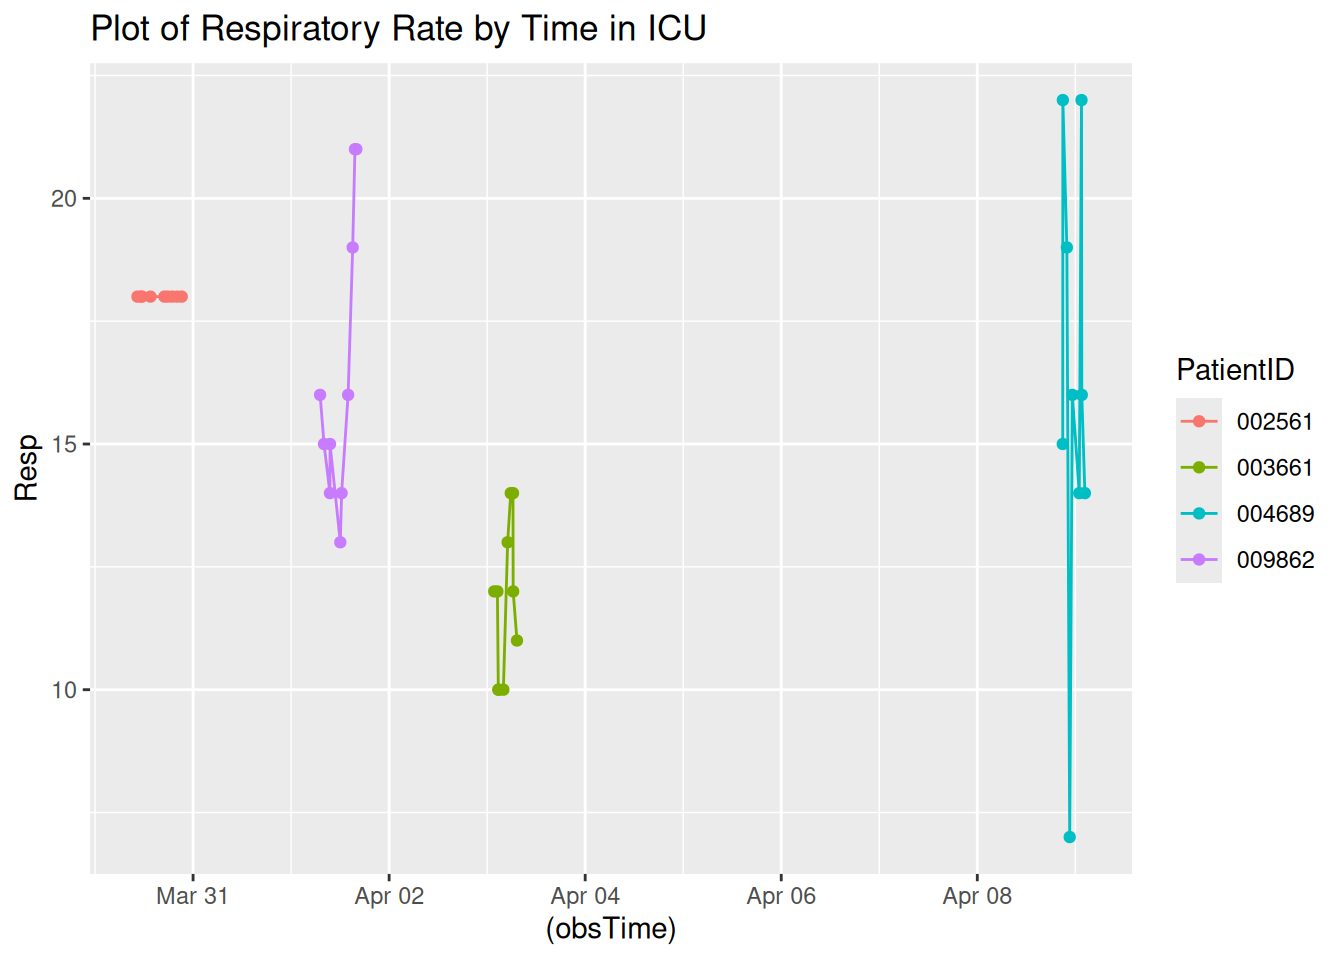 Plot of Respiratory Rate by Time in ICU
Resp
20
15
10
Mar 31
Apr 02
Apr 04
Apr 06
Apr 08
(obsTime)
PatientID
002561
003661
004689
009862